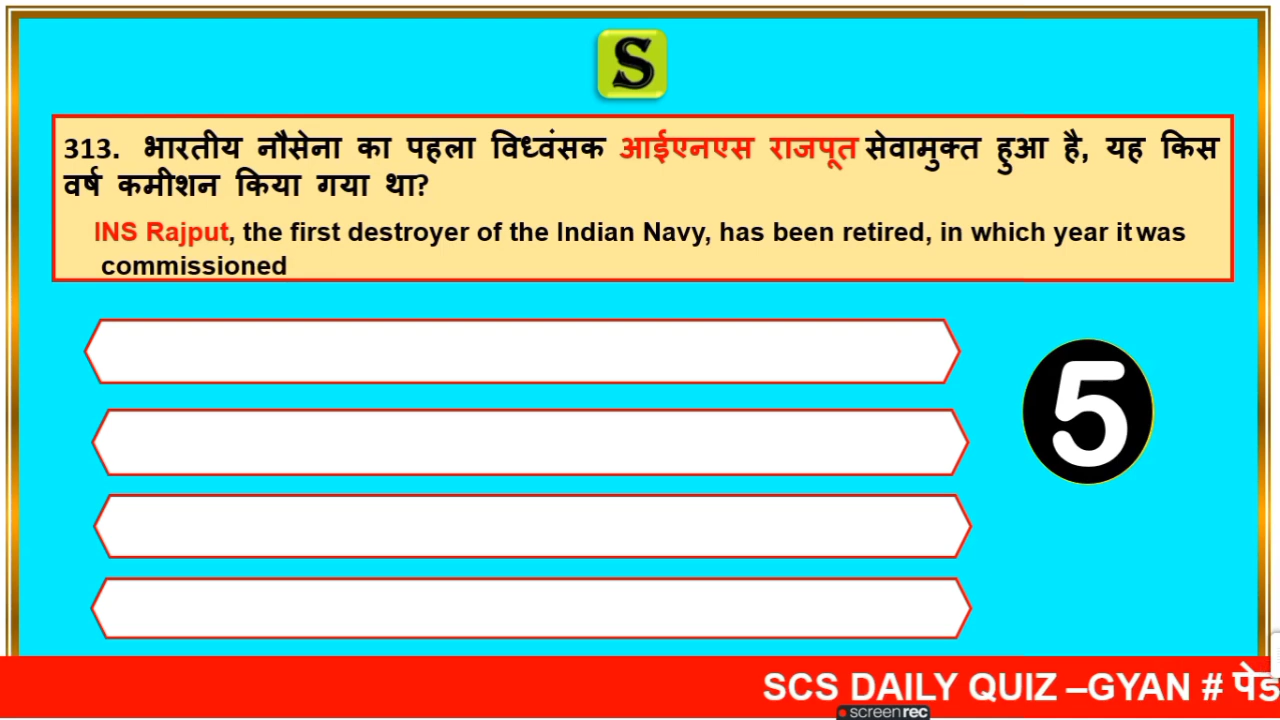 S
313. भारतीय नौसेना का पहला विध्वंसक आईएनएस राजपूत सेवामुक्त हुआ है, यह किस
वर्ष कमीशन किया गया था?
INS Rajput, the first destroyer of the Indian Navy, has been retired, in which year it was
commissioned
5
SCS DAILY QUIZ –GYAN #
screenrec